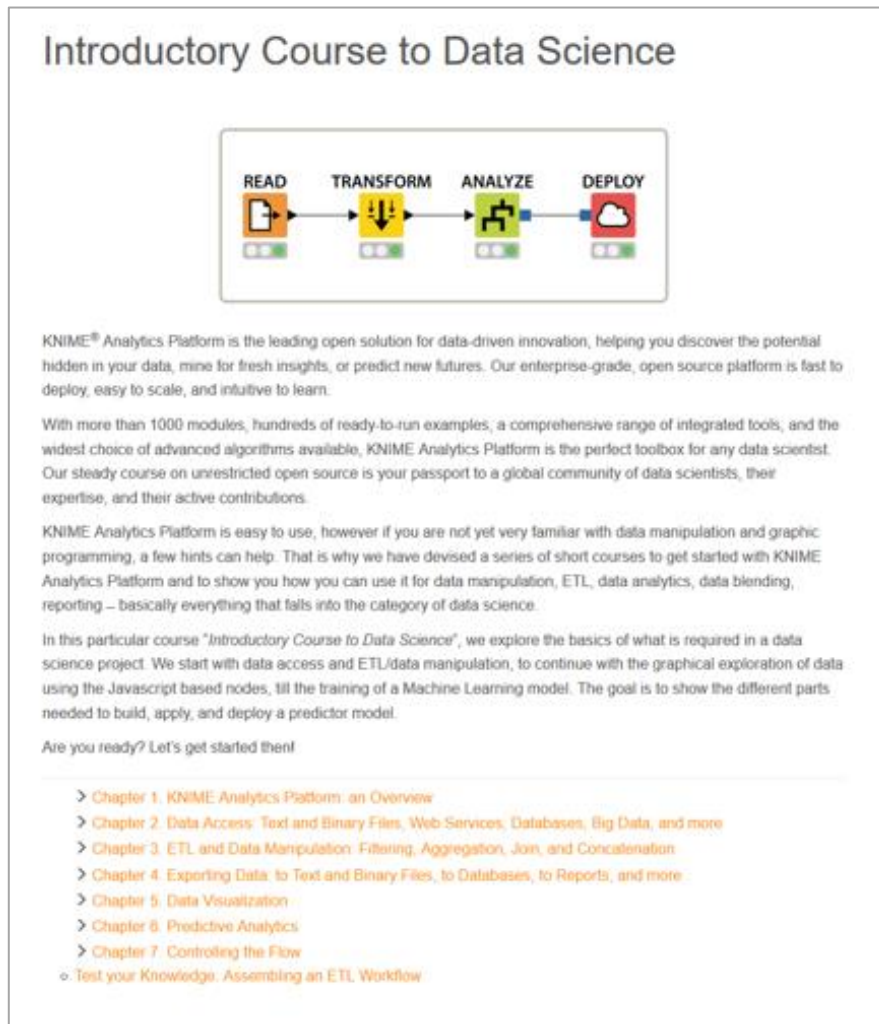 Introductory Course to Data Science
READ TRANSFORM ANALYZE DEPLOY
KNIME® Analytics Platform is the leading open solution for data-driven innovation, helping you discover the potential
hidden in your data, mine for fresh insights, or predict new futures. Our enterprise-grade, open source platform is fast to
deploy, easy to scale, and intuitive to learn.
With more than 1000 modules, hundreds of ready-to-run examples, a comprehensive range of integrated tools, and the
widest choice of advanced algorithms available, KNIME Analytics Platform is the perfect toolbox for any data scientist.
Our steady course on unrestricted open source is your passport to a global community of data scientists, their
expertise, and their active contributions.
KNIME Analytics Platform is easy to use, however if you are not yet very familiar with data manipulation and graphic
programming, a few hints can help. That is why we have devised a series of short courses to get started with KNIME
Analytics Platform and to show you how you can use it for data manipulation, ETL, data analytics, data blending,
reporting – basically everything that falls into the category of data science.
In this particular course "Introductory Course to Data Science", we explore the basics of what is required in a data
science project. We start with data access and ETL/data manipulation, to continue with the graphical exploration of data
using the Javascript based nodes, till the training of a Machine Learning model. The goal is to show the different parts
needed to build, apply, and deploy a predictor model.
Are you ready? Let's get started then!
Chapter 1. KNIME Analytics Platform: an Overview
Chapter 2. Data Access: Text and Binary Files, Web Services, Databases, Big Data, and more
Chapter 3. ETL and Data Manipulation: Filtering, Aggregation, Join, and Concatenation
Chapter 4. Exporting Data: to Text and Binary Files, to Databases, to Reports, and more
Chapter 5. Data Visualization
Chapter 6. Predictive Analytics
Chapter 7. Controlling the Flow
Test your Knowledge: Assembling an ETL Workflow